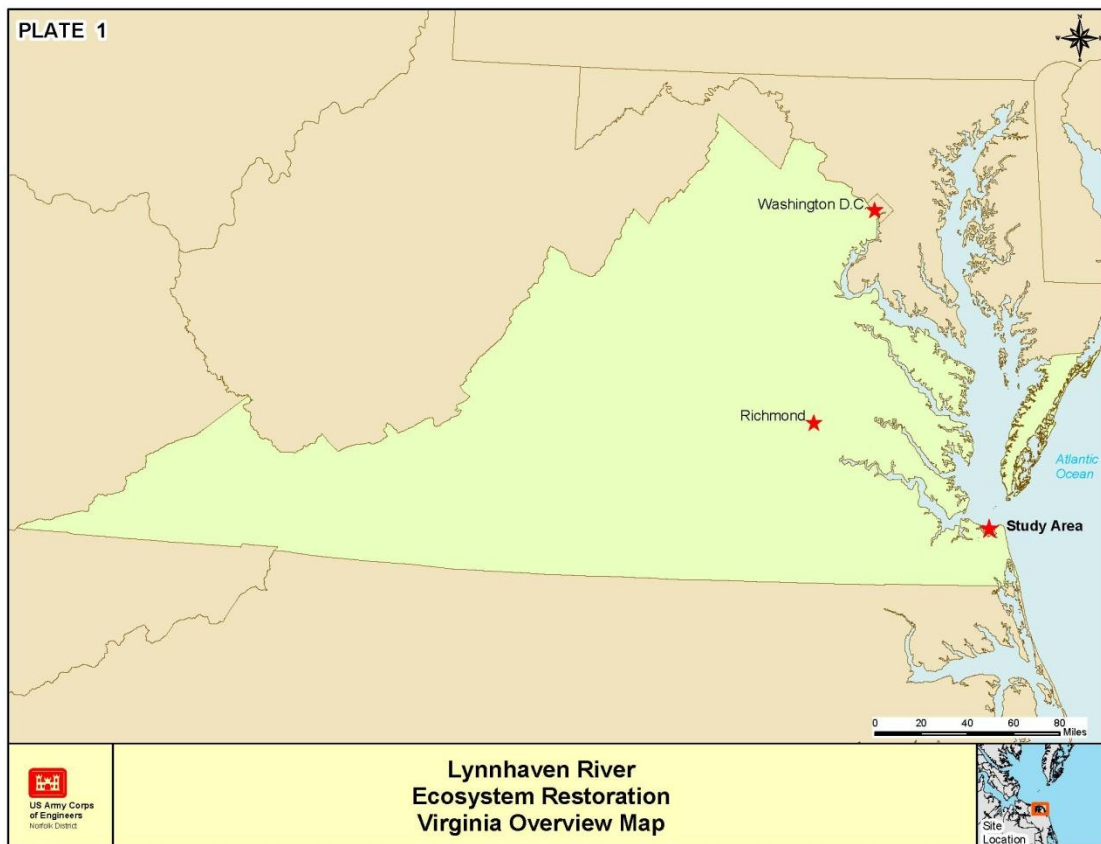 PLATE 1
N
W E
S
Washington D.C.
Richmond
Atlantic
Ocean
Study Area
0 20 40 60 80
Miles
US Army Corps
of Engineers
Norfolk District
Lynnhaven River
Ecosystem Restoration
Virginia Overview Map
Site
Location